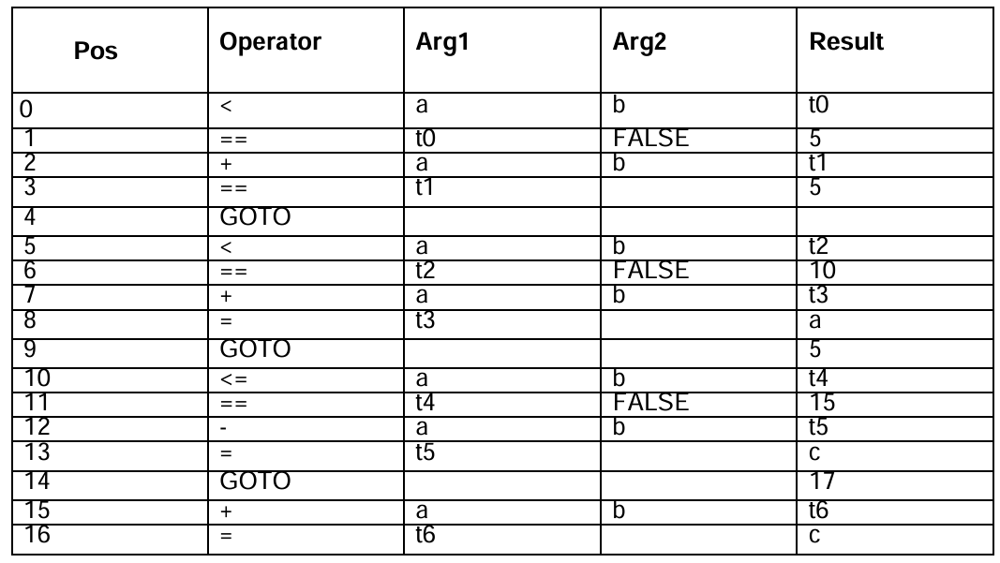 Pos Operator Arg1 Arg2 Result
0 < a b t0
1 == t0 FALSE 5
2 + a b t1
3 == t1 5
4 GOTO
5 < a b t2
6 == t2 FALSE 10
7 + a b t3
8 = t3 a
9 GOTO 5
10 <= a b t4
11 == t4 FALSE 15
12 - a b t5
13 = t5 c
14 GOTO 17
15 + a b t6
16 = t6 c